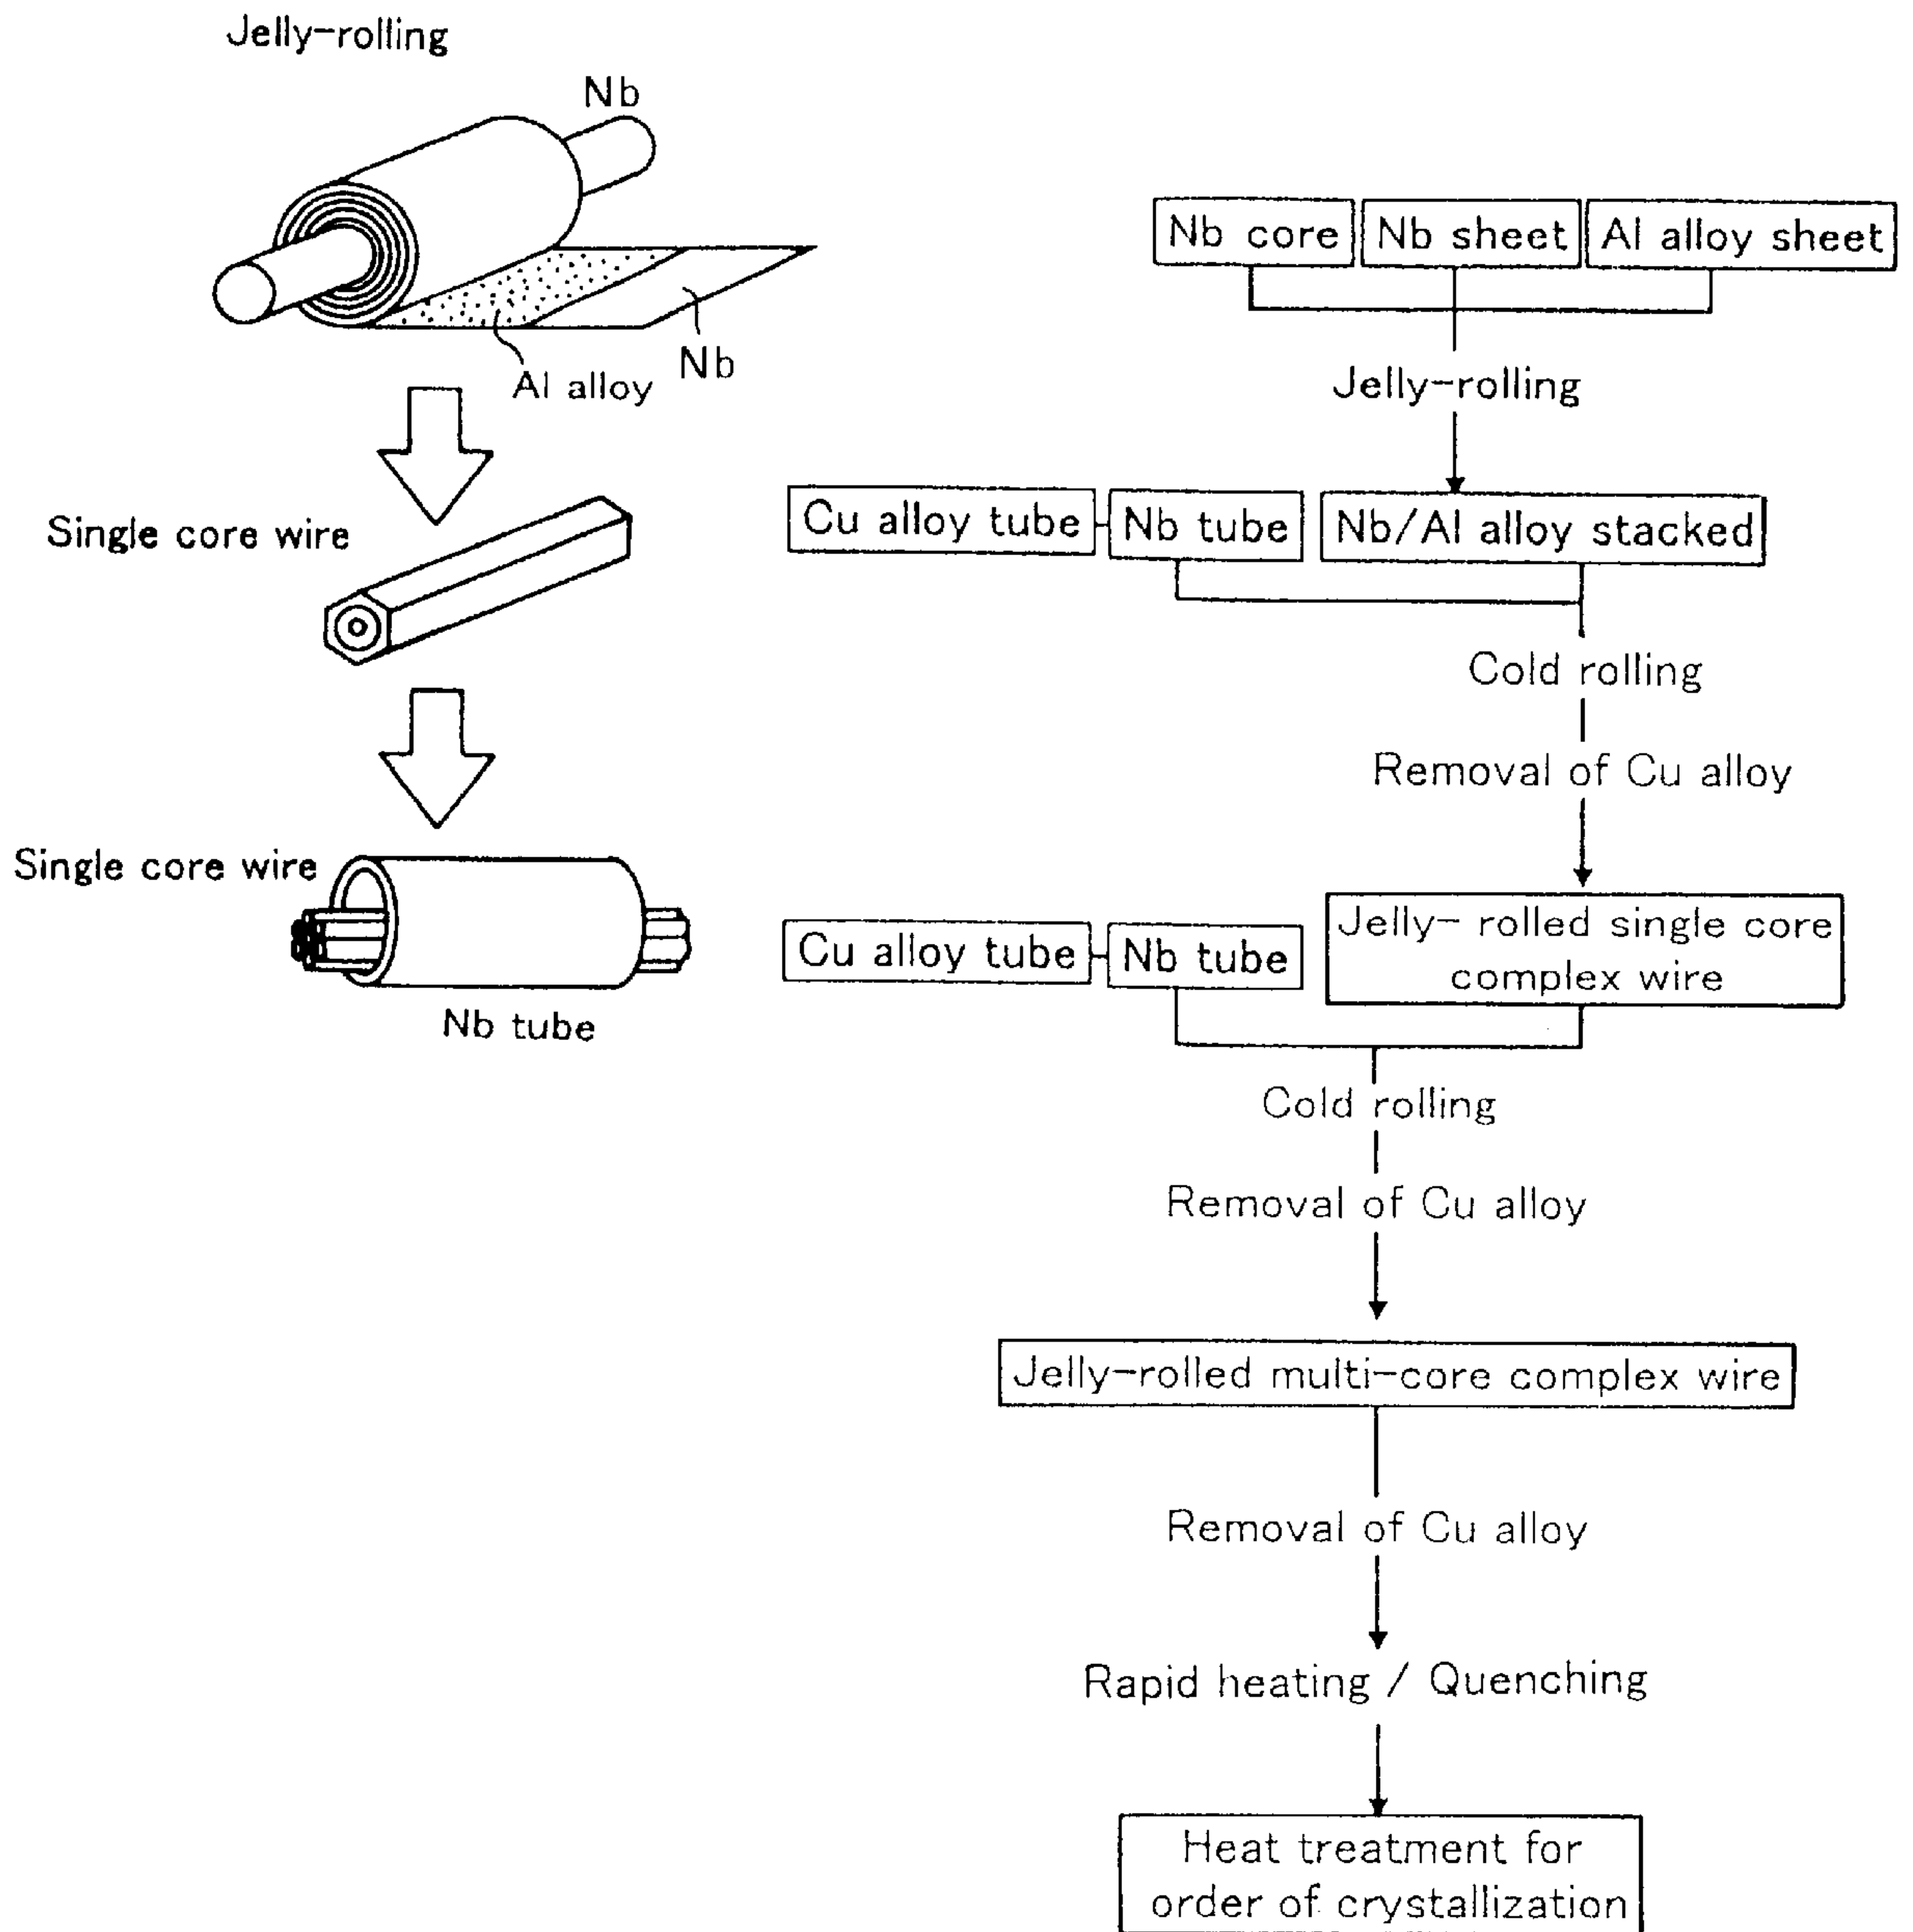 Jelly-rolling
Nb
Al alloy
Nb
Single core wire
Single core wire
Nb tube
Nb core
Nb sheet
Al alloy sheet
Jelly-rolling
Cu alloy tube
Nb tube
Nb/Al alloy stacked
Cold rolling
Removal of Cu alloy
Cu alloy tube
Nb tube
Jelly- rolled single core
complex wire
Cold rolling
Removal of Cu alloy
Jelly-rolled multi-core complex wire
Removal of Cu alloy
Rapid heating / Quenching
Heat treatment for
order of crystallization